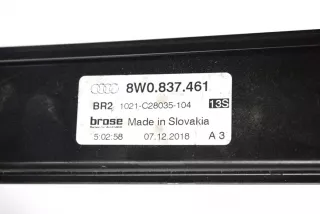 8W0.837.461
BR2 1021-C28035-104 13S
brose Made in Slovakia
5:02:58 07.12.2018 A 3